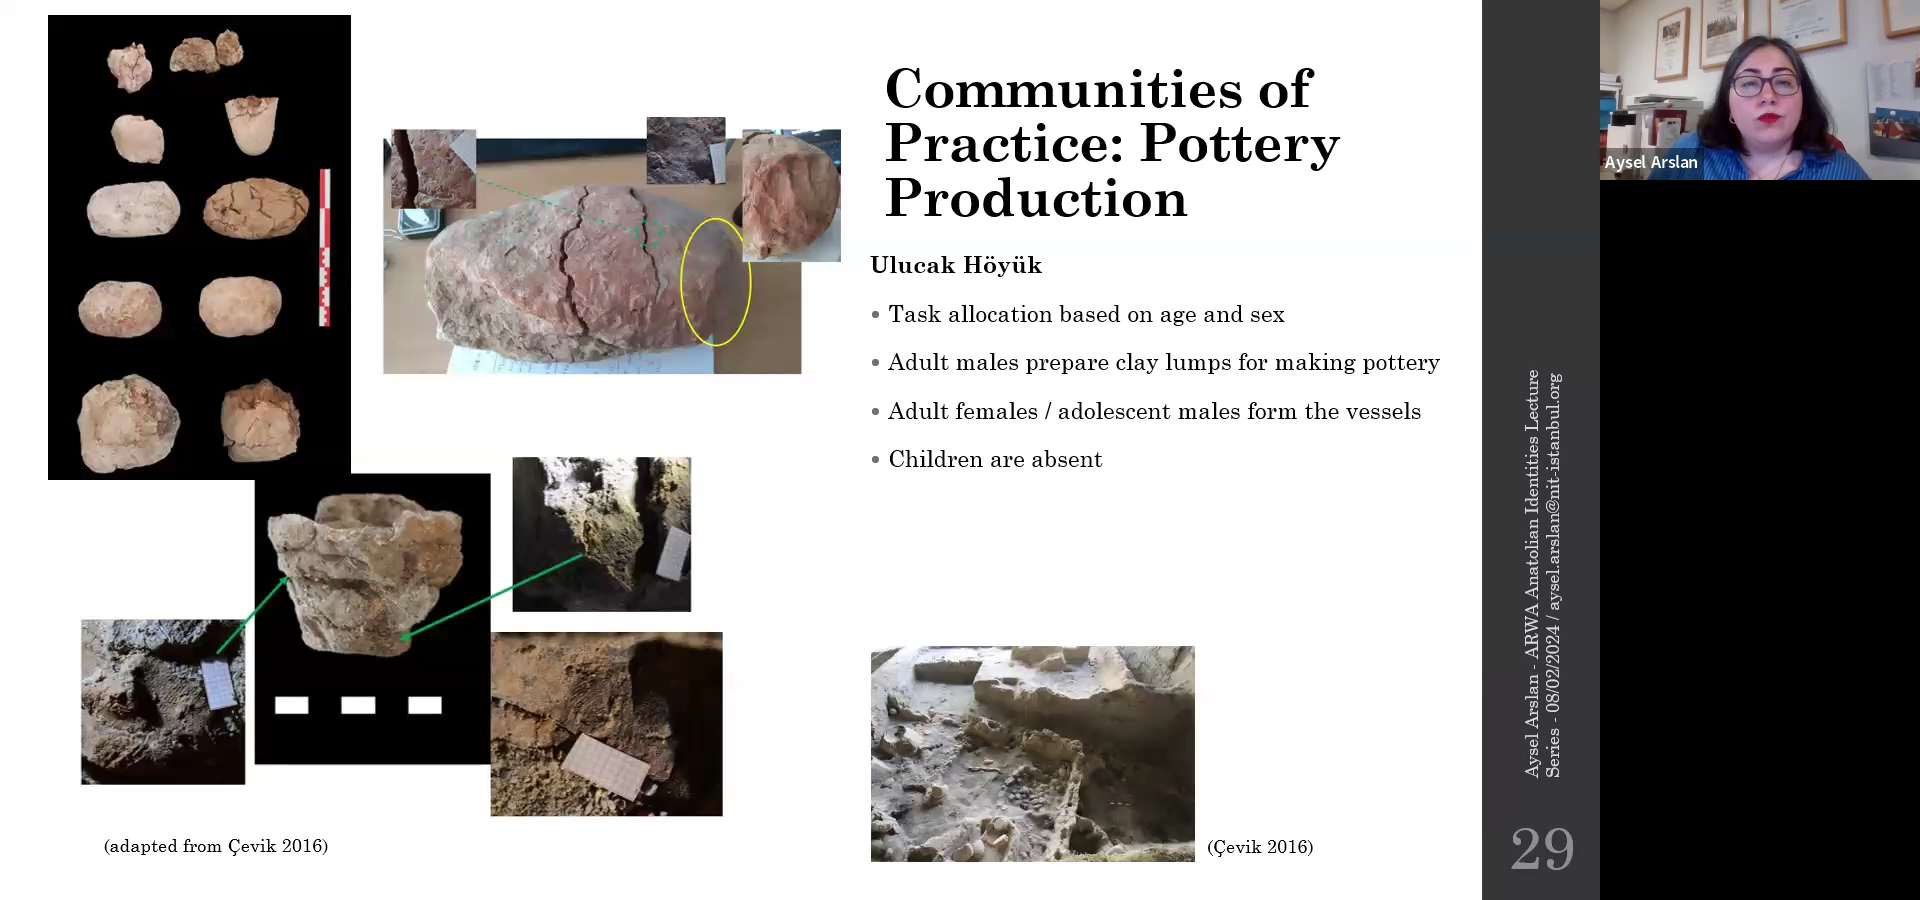 Communities of
Practice: Pottery
Production
Ulucak Höyük
• Task allocation based on age and sex
• Adult males prepare clay lumps for making pottery
• Adult females / adolescent males form the vessels
• Children are absent
(adapted from Çevik 2016)
(Çevik 2016)
Aysel Arslan - ARWA Anatolian Identities Lecture
Series - 08/02/2024 / aysel.arslan@nit-istanbul.org
29
Aysel Arslan